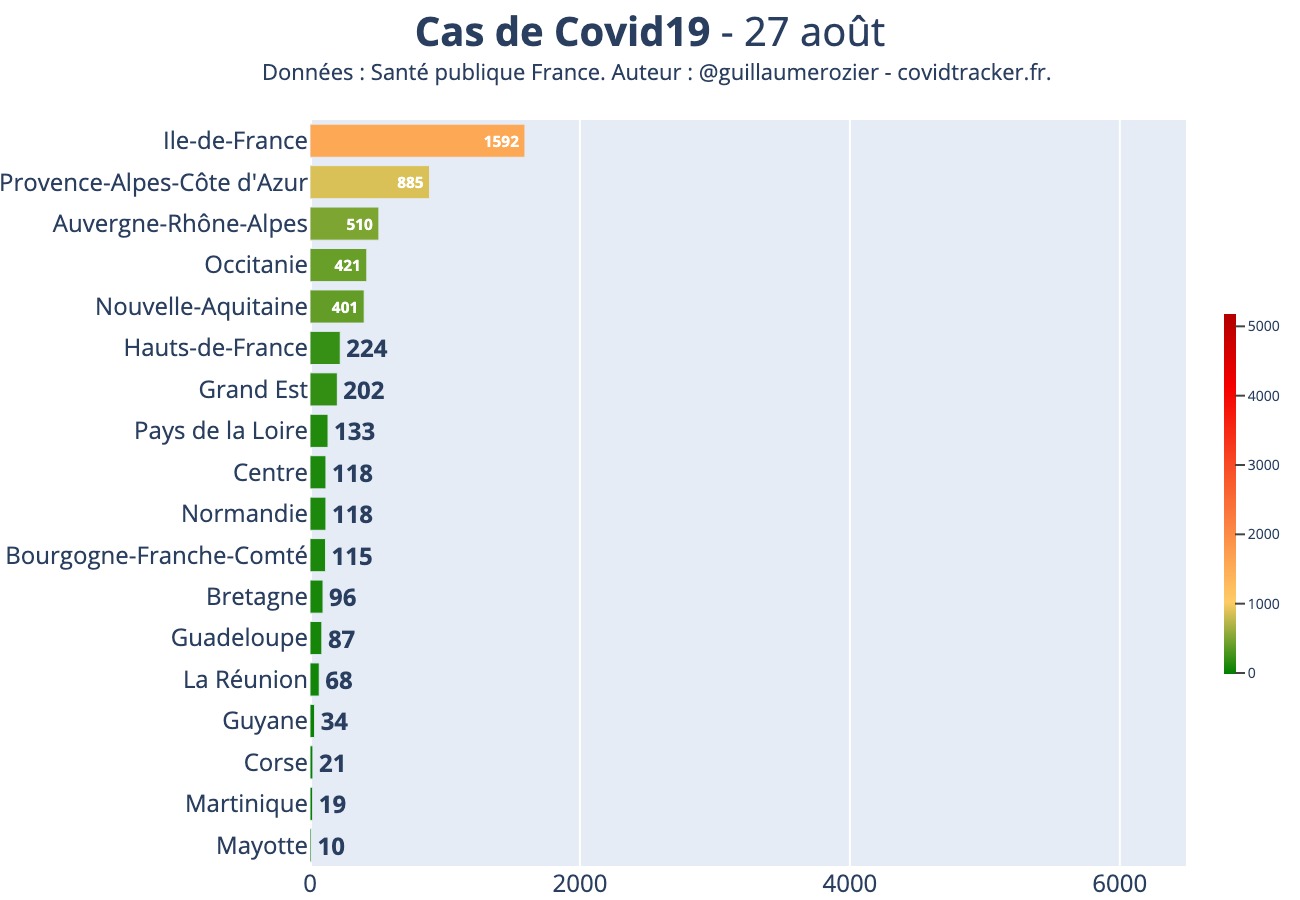 Cas de Covid19 - 27 août
Données : Santé publique France. Auteur : @guillaumerozier - covidtracker.fr.
Ile-de-France 1592
Provence-Alpes-Côte d'Azur 885
Auvergne-Rhône-Alpes 510
Occitanie 421
Nouvelle-Aquitaine 401
Hauts-de-France 224
Grand Est 202
Pays de la Loire 133
Centre 118
Normandie 118
Bourgogne-Franche-Comté 115
Bretagne 96
Guadeloupe 87
La Réunion 68
Guyane 34
Corse 21
Martinique 19
Mayotte 10
0 2000 4000 6000
5000
4000
3000
2000
1000
0